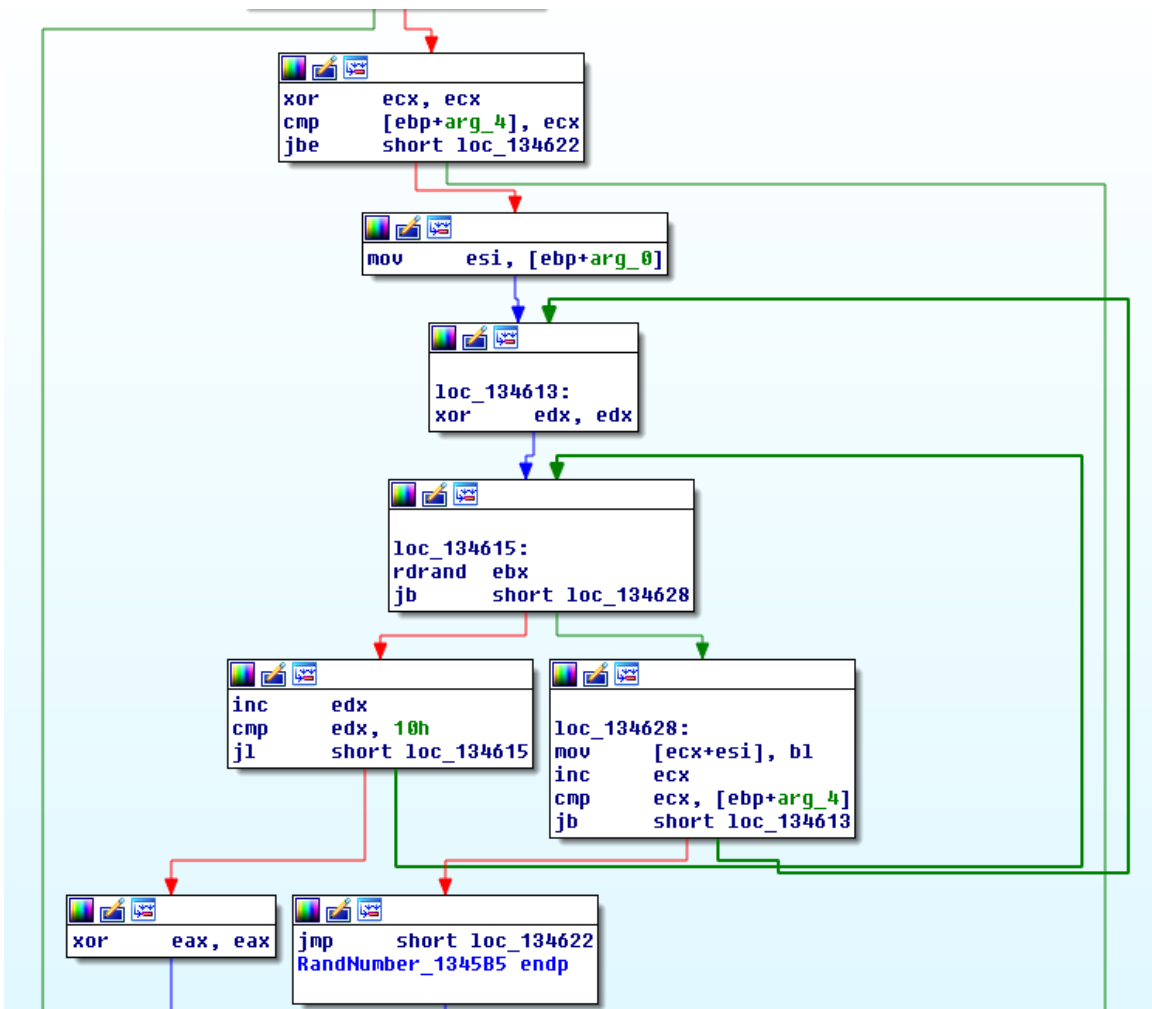 xor ecx, ecx
cmp [ebp+arg_4], ecx
jbe short loc_134622
mov esi, [ebp+arg_0]
loc_134613:
xor edx, edx
loc_134615:
rdrand ebx
jb short loc_134628
inc edx
cmp edx, 10h
jl short loc_134615
loc_134628:
mov [ecx+esi], bl
inc ecx
cmp ecx, [ebp+arg_4]
jb short loc_134613
xor eax, eax
jmp short loc_134622
RandNumber_1345B5 endp